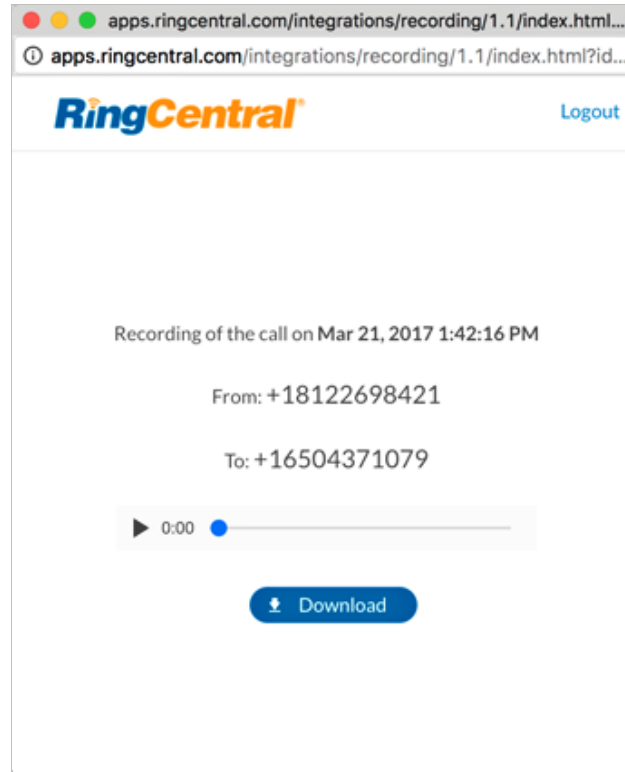 apps.ringcentral.com/integrations/recording/1.1/index.html...
apps.ringcentral.com/integrations/recording/1.1/index.html?id...
RingCentral®
Logout
Recording of the call on Mar 21, 2017 1:42:16 PM
From: +18122698421
To: +16504371079
0:00
Download